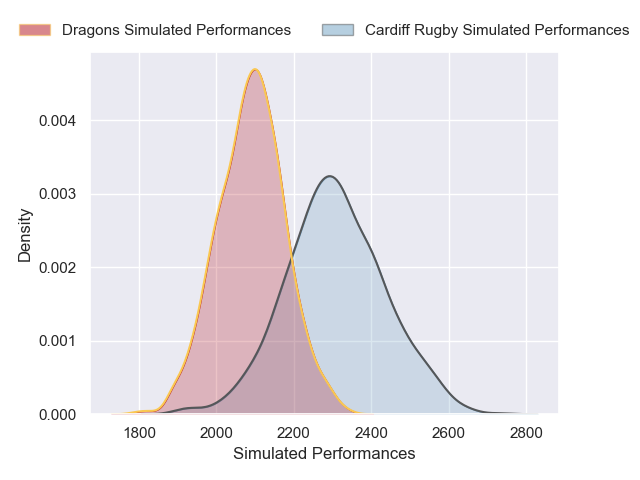 Dragons Simulated Performances
Cardiff Rugby Simulated Performances
0.004
0.003
0.002
0.001
0.000
Density
1800 2000 2200 2400 2600 2800
Simulated Performances